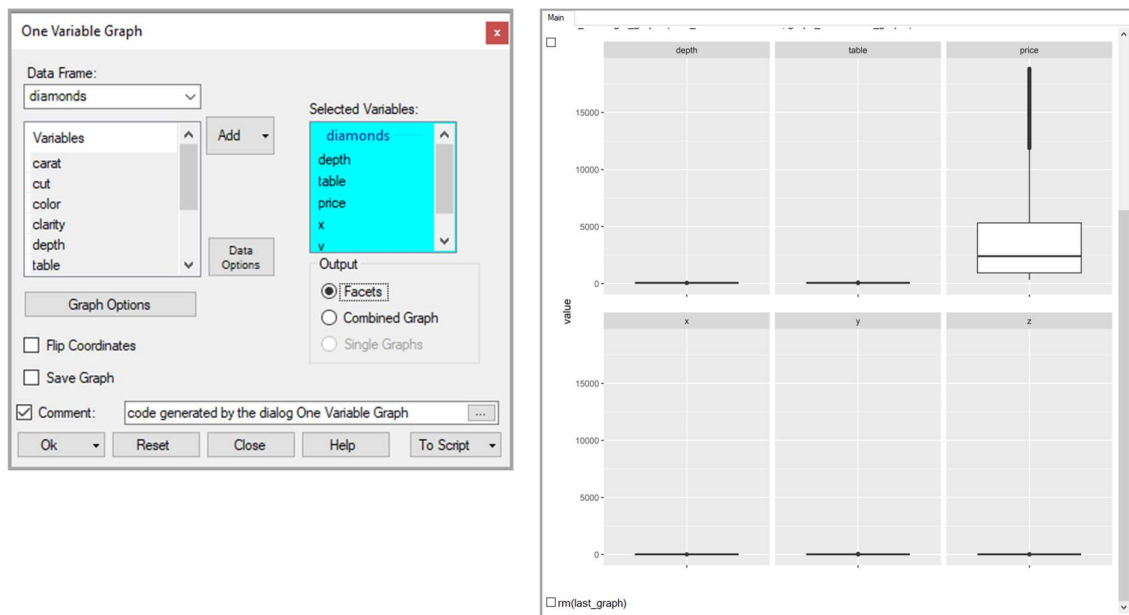 One Variable Graph
x
Data Frame:
diamonds
Variables
carat
cut
color
clarity
depth
table
Add
Data
Options
Selected Variables:
diamonds
depth
table
price
x
Output
Facets
Combined Graph
Single Graphs
Graph Options
Flip Coordinates
Save Graph
Comment:
code generated by the dialog One Variable Graph
...
Ok
Reset
Close
Help
To Script
Main
depth
table
price
15000
10000
5000
0
value
x
y
z
15000
10000
5000
0
rm(last_graph)